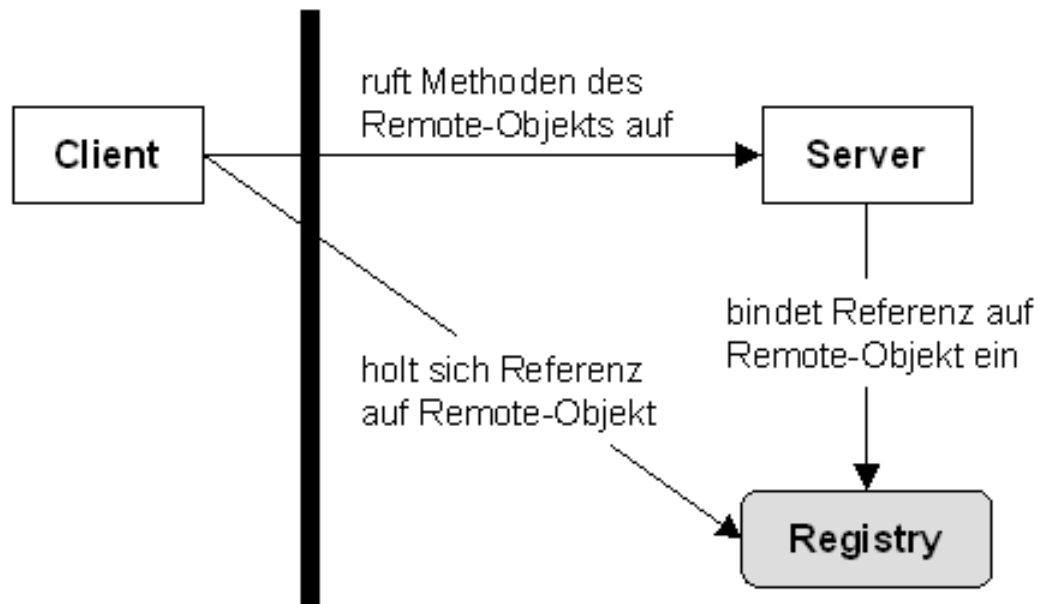 ruft Methoden des
Remote-Objekts auf
Client
Server
bindet Referenz auf
Remote-Objekt ein
holt sich Referenz
auf Remote-Objekt
Registry